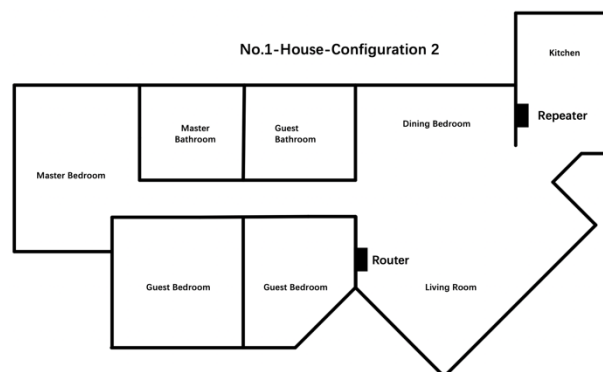 No.1-House-Configuration 2
Kitchen
Repeater
Master
Bathroom
Guest
Bathroom
Dining Bedroom
Master Bedroom
Router
Guest Bedroom
Guest Bedroom
Living Room